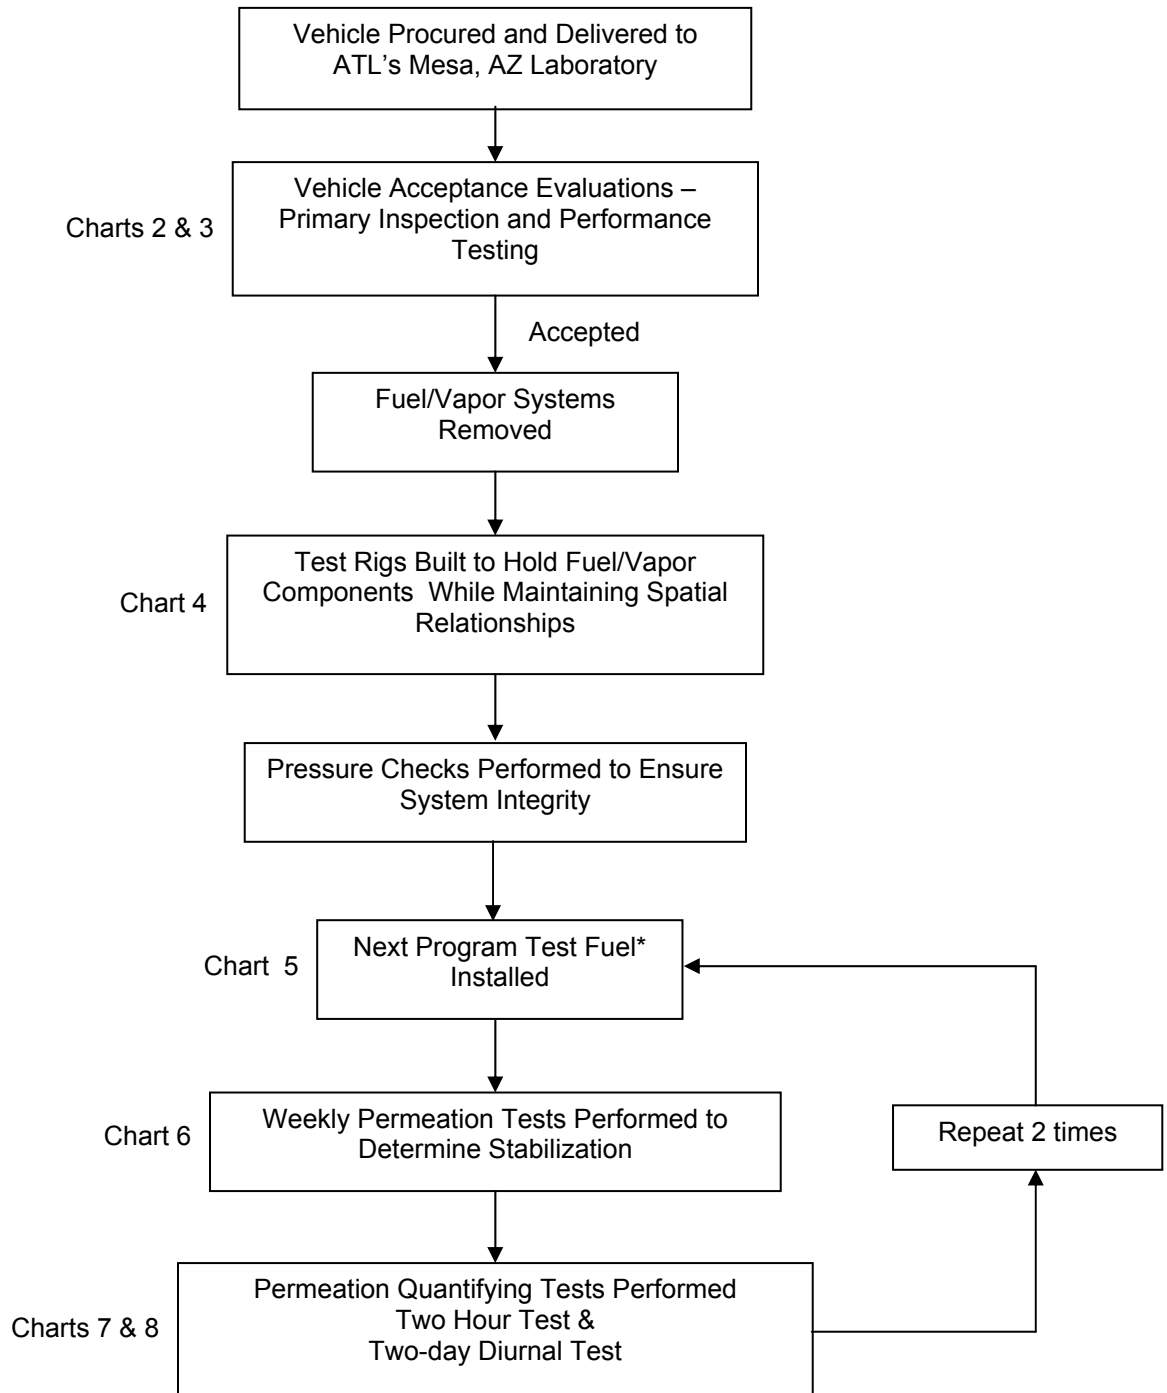 Vehicle Procured and Delivered to
ATL's Mesa, AZ Laboratory
Charts 2 & 3
Vehicle Acceptance Evaluations –
Primary Inspection and Performance
Testing
Accepted
Fuel/Vapor Systems
Removed
Chart 4
Test Rigs Built to Hold Fuel/Vapor
Components While Maintaining Spatial
Relationships
Pressure Checks Performed to Ensure
System Integrity
Chart 5
Next Program Test Fuel*
Installed
Chart 6
Weekly Permeation Tests Performed to
Determine Stabilization
Repeat 2 times
Charts 7 & 8
Permeation Quantifying Tests Performed
Two Hour Test &
Two-day Diurnal Test